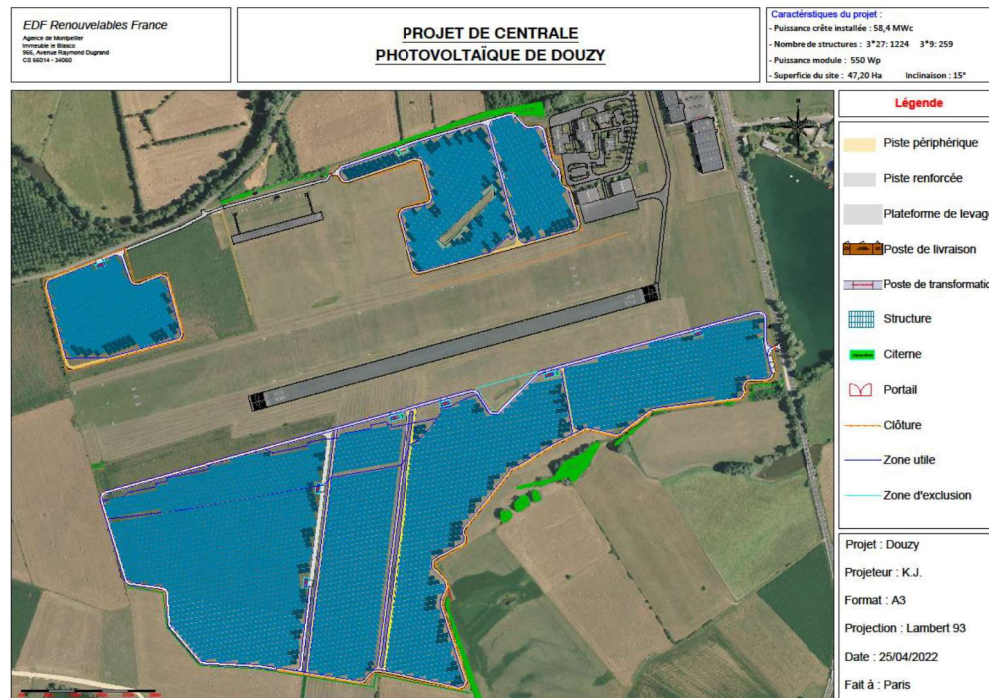 EDF Renouvelables France
Agence de Montpellier
Immeuble le Blasco
966, Avenue Raymond Dugrand
CS 66014 - 34060
PROJET DE CENTRALE
PHOTOVOLTAÏQUE DE DOUZY
Caractéristiques du projet :
- Puissance crête installée : 58,4 MWc
- Nombre de structures : 3*27: 1224 3*9: 259
- Puissance module : 550 Wp
- Superficie du site : 47,20 Ha Inclinaison : 15°
Légende
Piste périphérique
Piste renforcée
Plateforme de levag
Poste de livraison
Poste de transformatio
Structure
Citerne
Portail
Clôture
Zone utile
Zone d'exclusion
Projet : Douzy
Projeteur : K.J.
Format : A3
Projection : Lambert 93
Date : 25/04/2022
Fait à : Paris